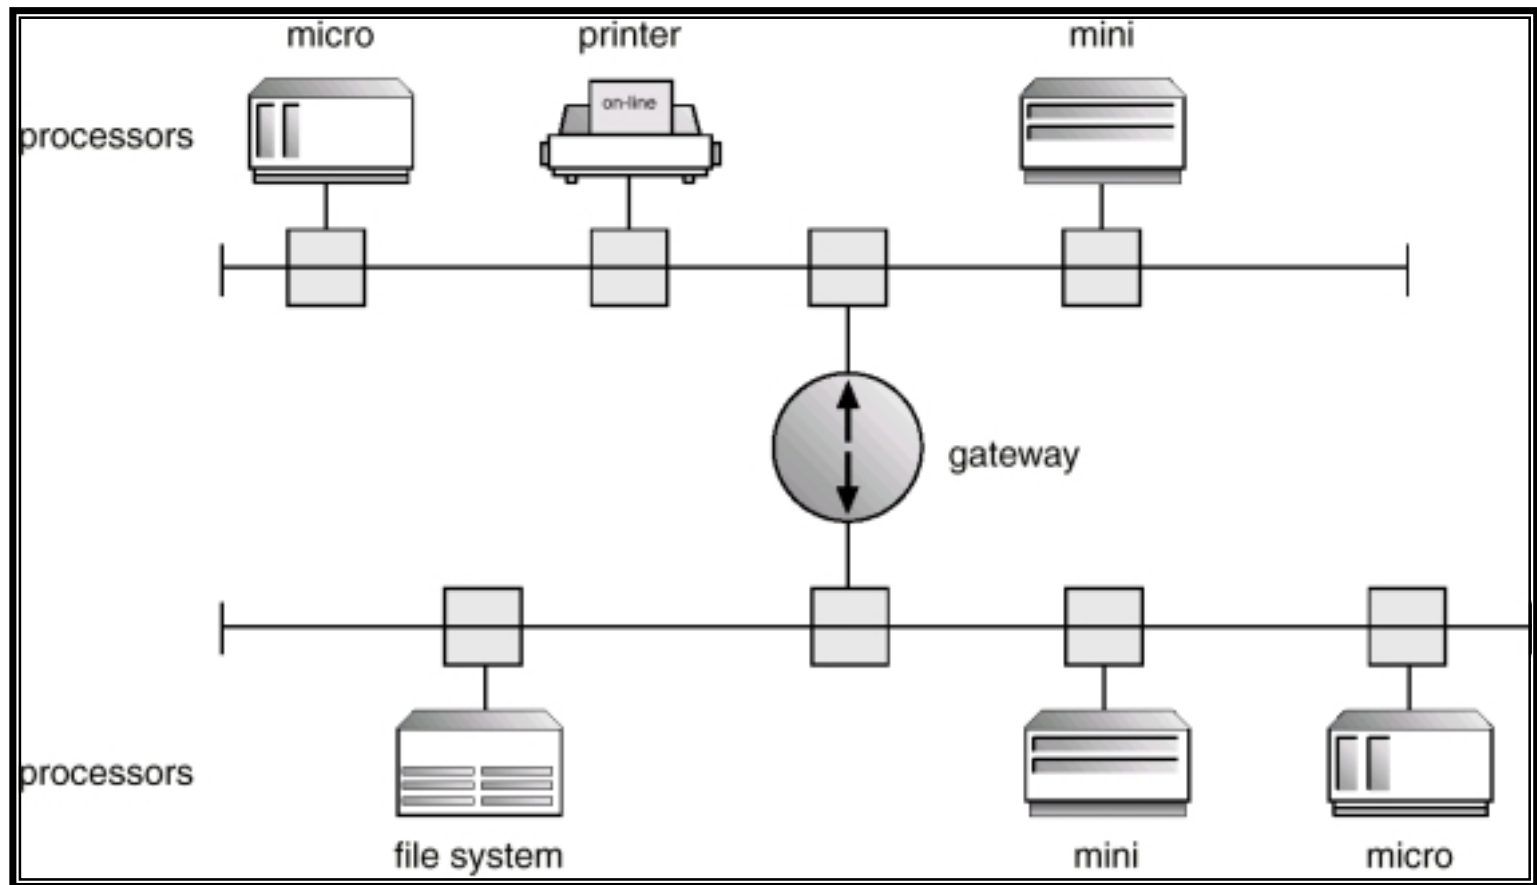 micro printer mini
on-line
processors
gateway
processors
file system mini micro